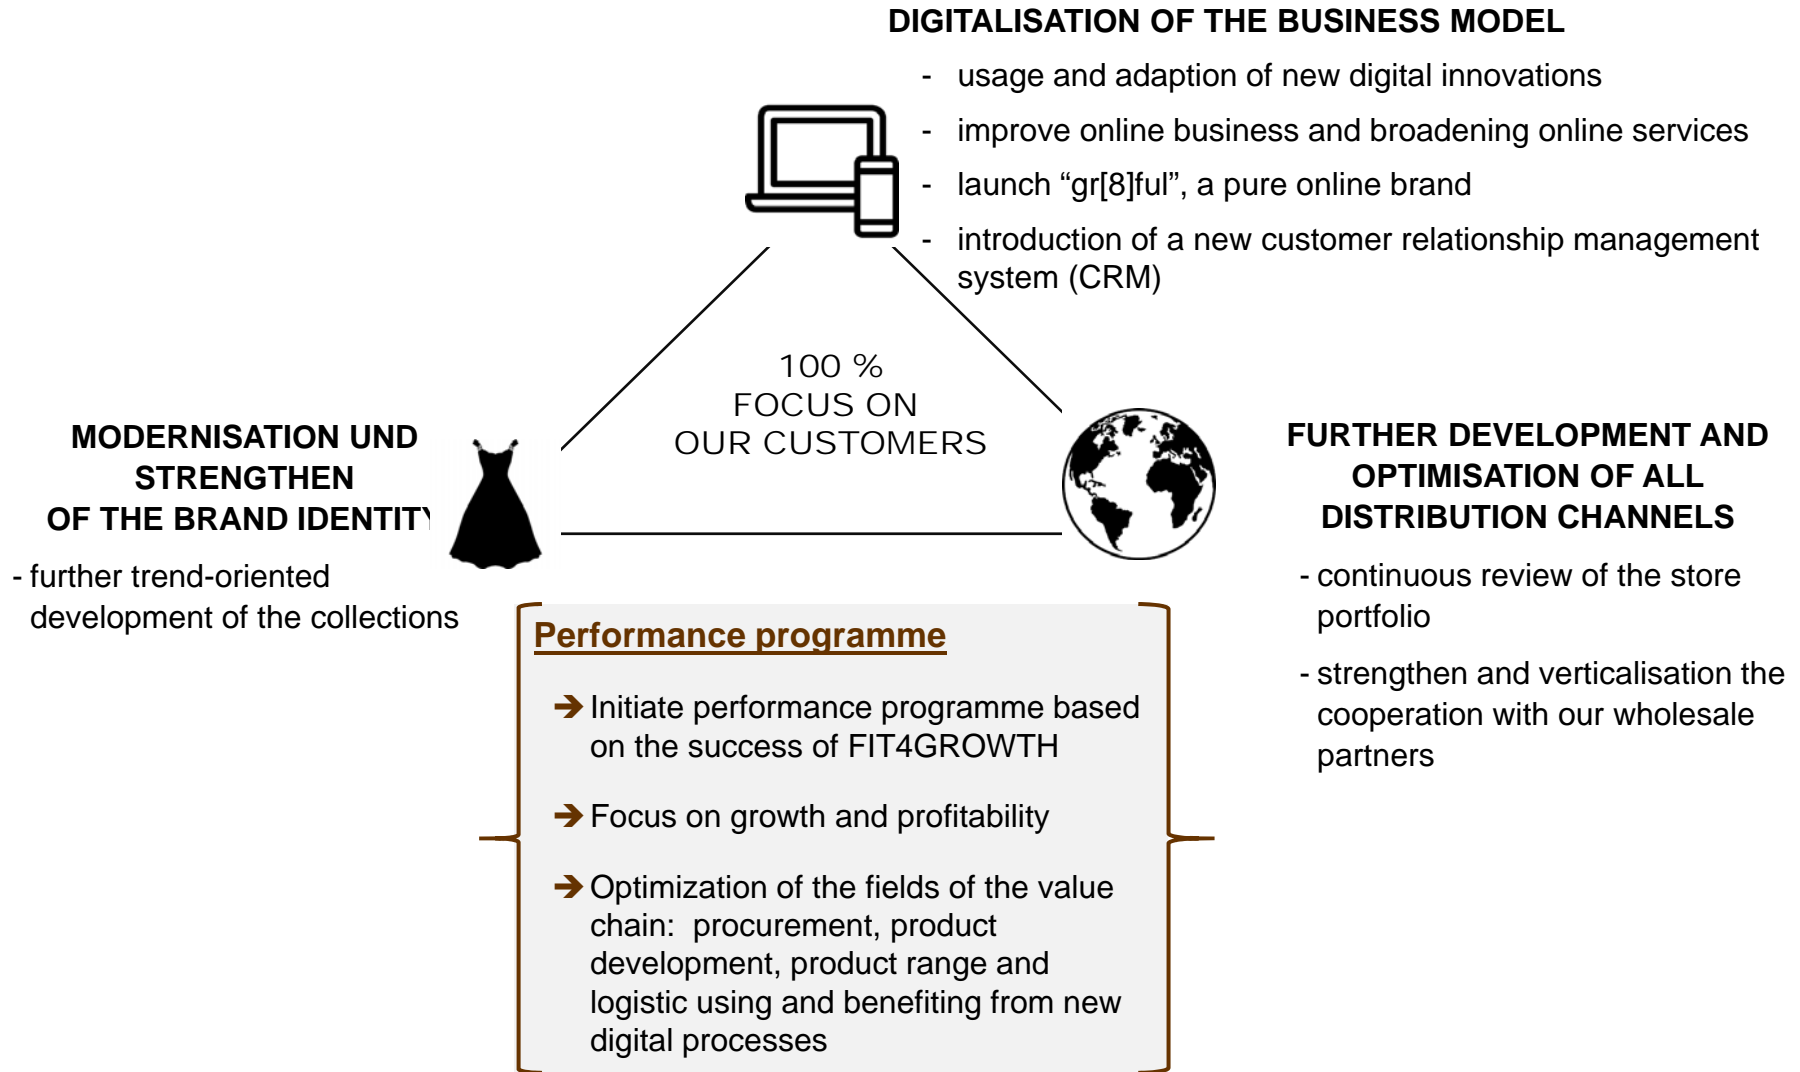 DIGITALISATION OF THE BUSINESS MODEL
- usage and adaption of new digital innovations
- improve online business and broadening online services
- launch “gr[8]ful”, a pure online brand
- introduction of a new customer relationship management
system (CRM)
100 %
FOCUS ON
OUR CUSTOMERS
MODERNISATION UND
STRENGTHEN
OF THE BRAND IDENTITY
- further trend-oriented
development of the collections
FURTHER DEVELOPMENT AND
OPTIMISATION OF ALL
DISTRIBUTION CHANNELS
- continuous review of the store
portfolio
- strengthen and verticalisation the
cooperation with our wholesale
partners
Performance programme
➔ Initiate performance programme based
on the success of FIT4GROWTH
➔ Focus on growth and profitability
➔ Optimization of the fields of the value
chain: procurement, product
development, product range and
logistic using and benefiting from new
digital processes